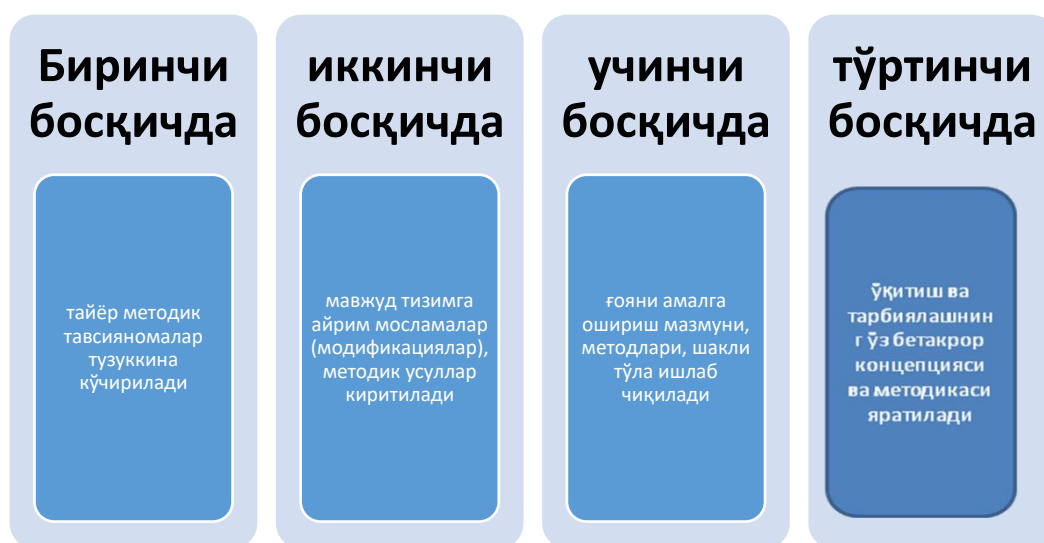 Биринчи
босқичда
тайёр методик
тавсияномалар
тузуккина
кўчирилади
иккинчи
босқичда
мавжуд тизимга
айрим мосламалар
(модификациялар),
методик усуллар
киритилади
учинчи
босқичда
ғояни амалга
ошириш мазмуни,
методлари, шакли
тўла ишлаб
чиқилади
тўртинчи
босқичда
ўқитиш ва
тарбиялашнин
г ўз бетакрор
концепцияси
ва методикаси
яратилади